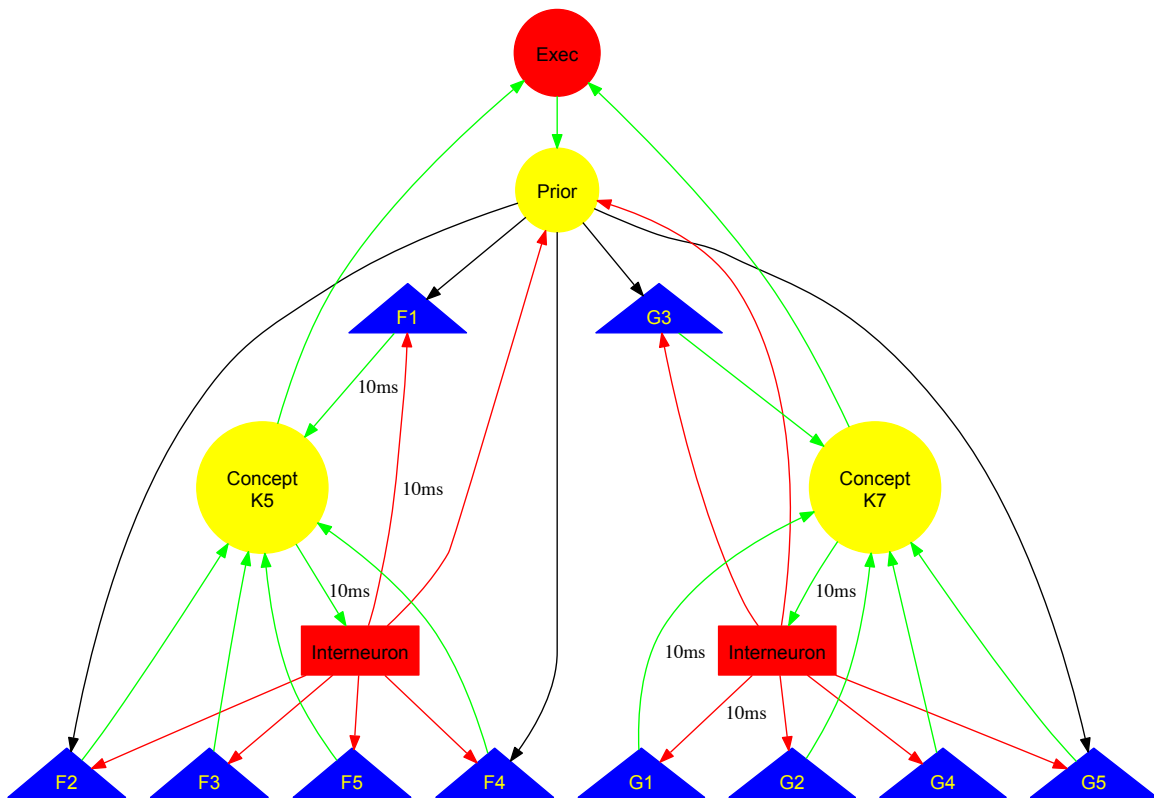 Exec
Prior
F1
G3
10ms
Concept
K5
Concept
K7
10ms
10ms
10ms
Interneuron
10ms
Interneuron
10ms
F2
F3
F5
F4
G1
G2
G4
G5